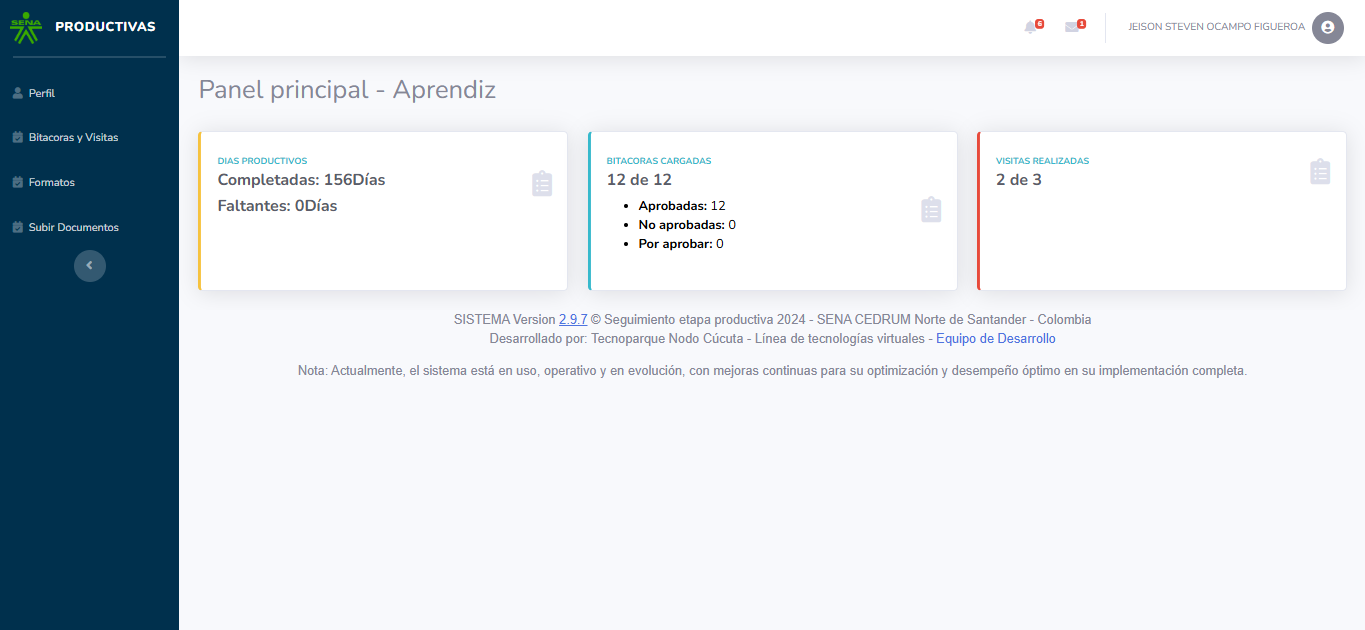 SENA
PRODUCTIVAS
6
1
JEISON STEVEN OCAMPO FIGUEROA
Perfil
Bitacoras y Visitas
Formatos
Subir Documentos
Panel principal - Aprendiz
DIAS PRODUCTIVOS
Completadas: 156Días
Faltantes: 0Días
BITACORAS CARGADAS
12 de 12
Aprobadas: 12
No aprobadas: 0
Por aprobar: 0
VISITAS REALIZADAS
2 de 3
SISTEMA Version 2.9.7 © Seguimiento etapa productiva 2024 - SENA CEDRUM Norte de Santander - Colombia
Desarrollado por: Tecnoparque Nodo Cúcuta - Línea de tecnologías virtuales - Equipo de Desarrollo
Nota: Actualmente, el sistema está en uso, operativo y en evolución, con mejoras continuas para su optimización y desempeño óptimo en su implementación completa.